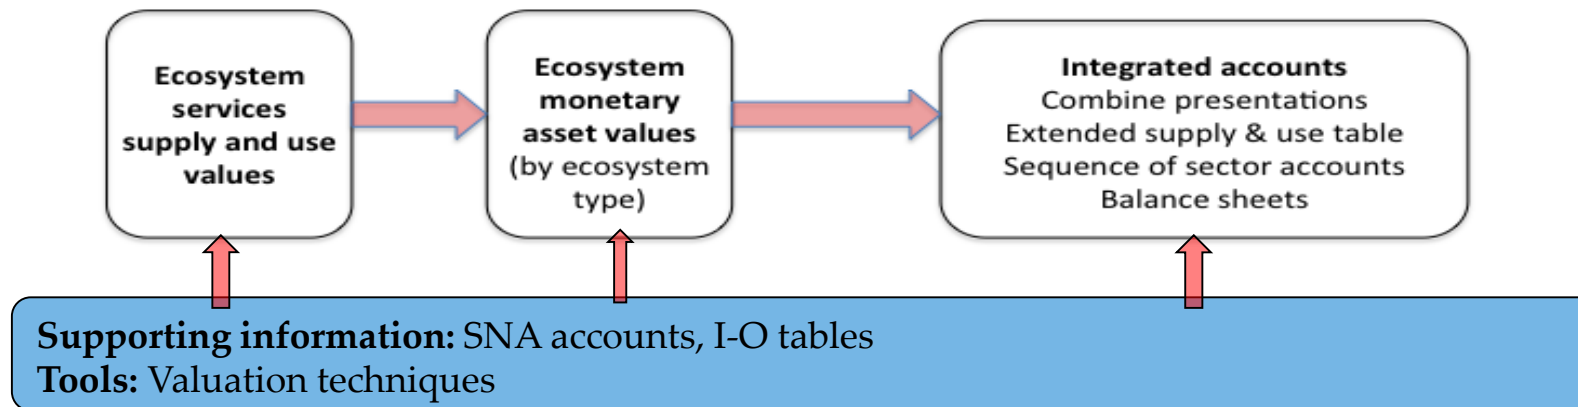 Ecosystem
services
supply and use
values
Ecosystem
monetary
asset values
(by ecosystem
type)
Integrated accounts
Combine presentations
Extended supply & use table
Sequence of sector accounts
Balance sheets
Supporting information: SNA accounts, I-O tables
Tools: Valuation techniques